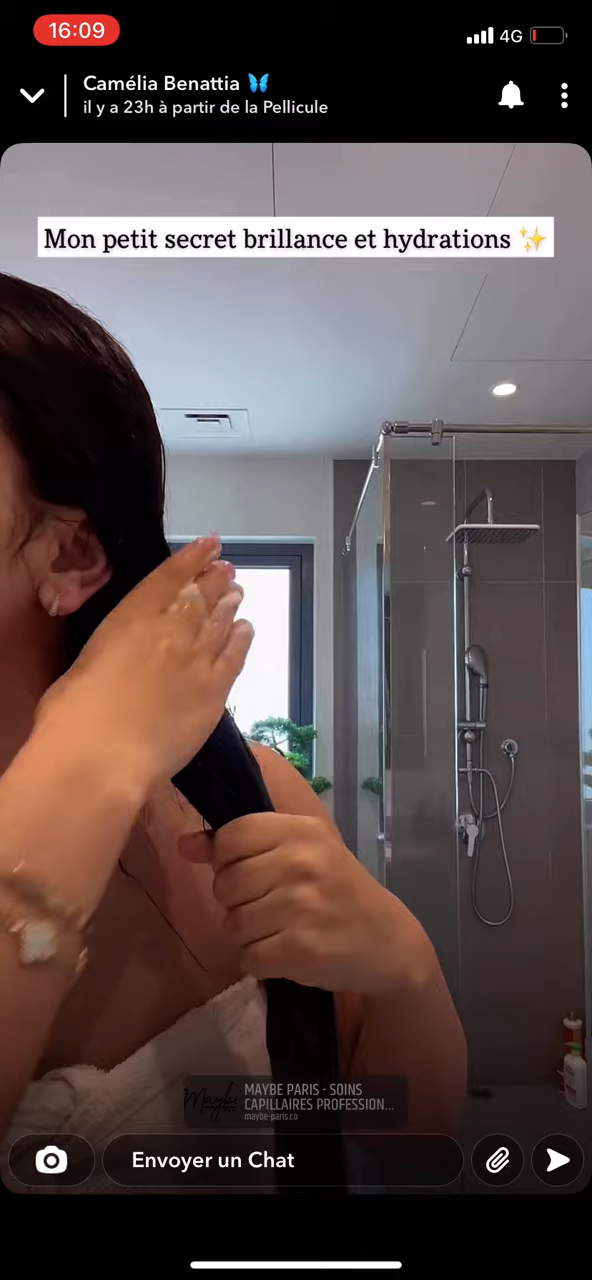 16:09
4G
Camélia Benattia 🦋
il y a 23h à partir de la Pellicule
Mon petit secret brillance et hydrations ✨
Maybe
MAYBE PARIS - SOINS
CAPILLAIRES PROFESSION...
maybe-paris.co
Envoyer un Chat